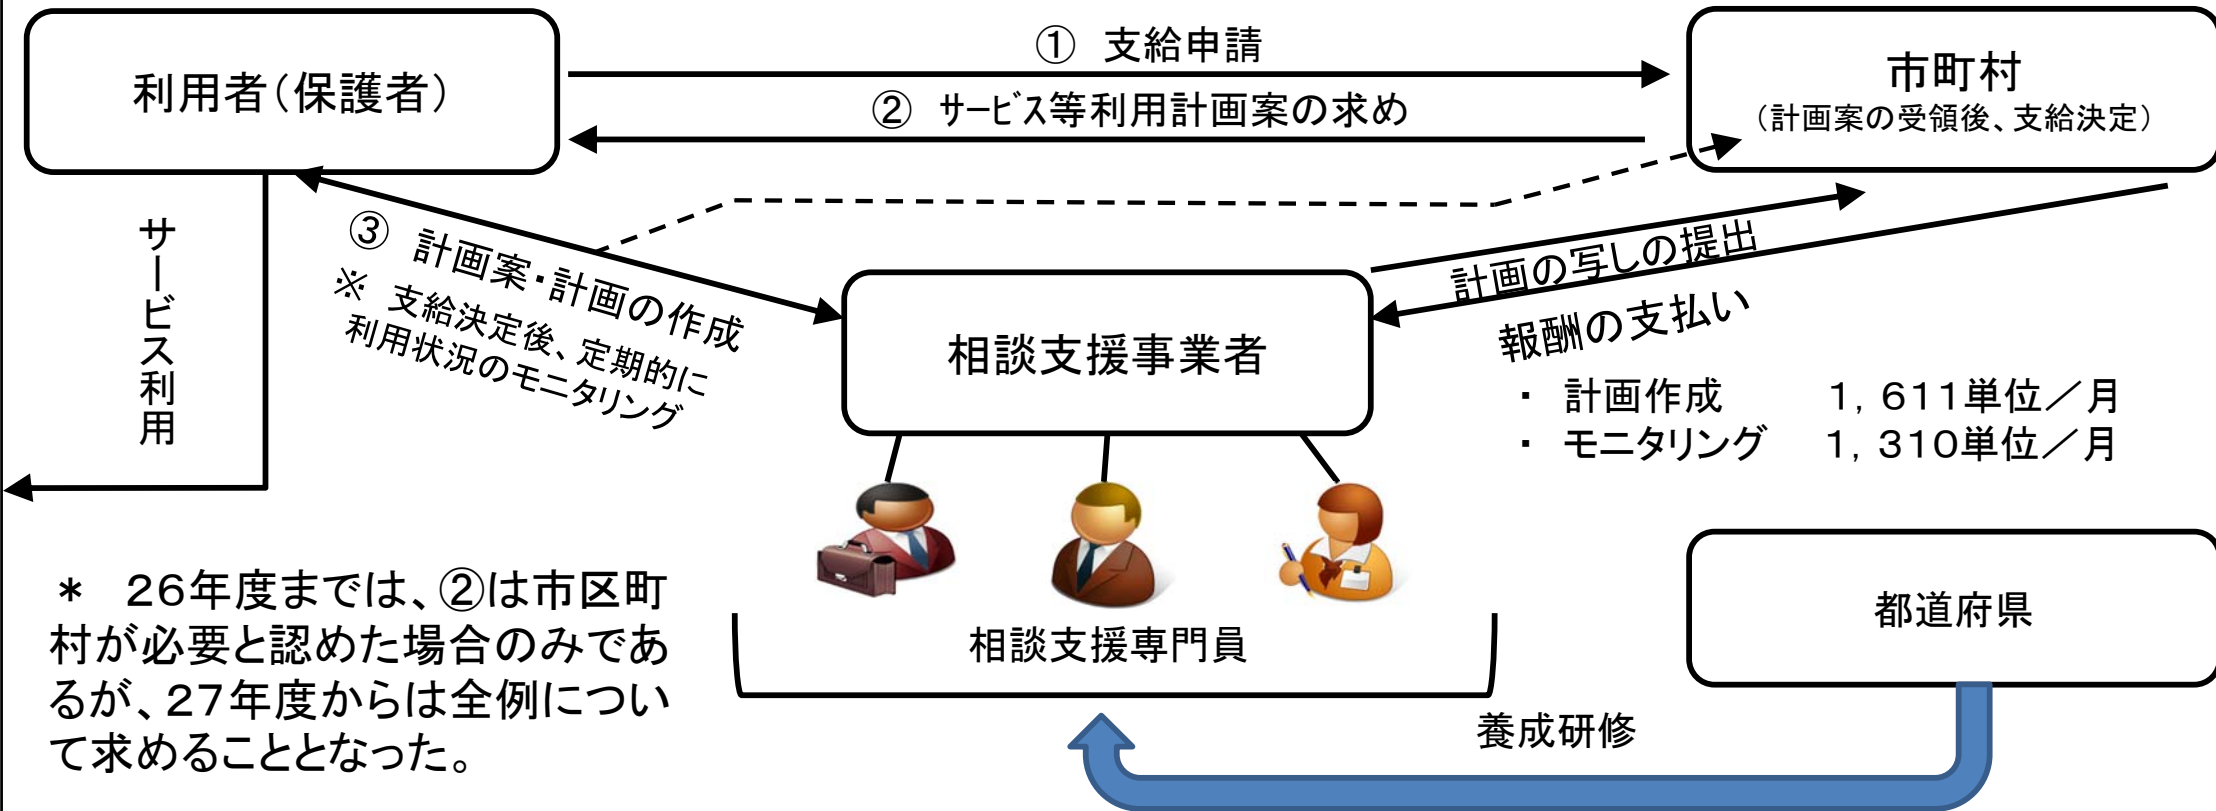 ① 支給申請
利用者（保護者）
市町村
② サービス等利用計画案の求め
（計画案の受領後、支給決定）
サービス利用
③ 計画案・計画の作成
※ 支給決定後、定期的に
利用状況のモニタリング
計画の写しの提出
報酬の支払い
相談支援事業者
・ 計画作成 １，６１１単位／月
・ モニタリング １，３１０単位／月
＊ ２６年度までは、②は市区町
村が必要と認めた場合のみであ
るが、２７年度からは全例につい
て求めることとなった。
相談支援専門員
都道府県
養成研修